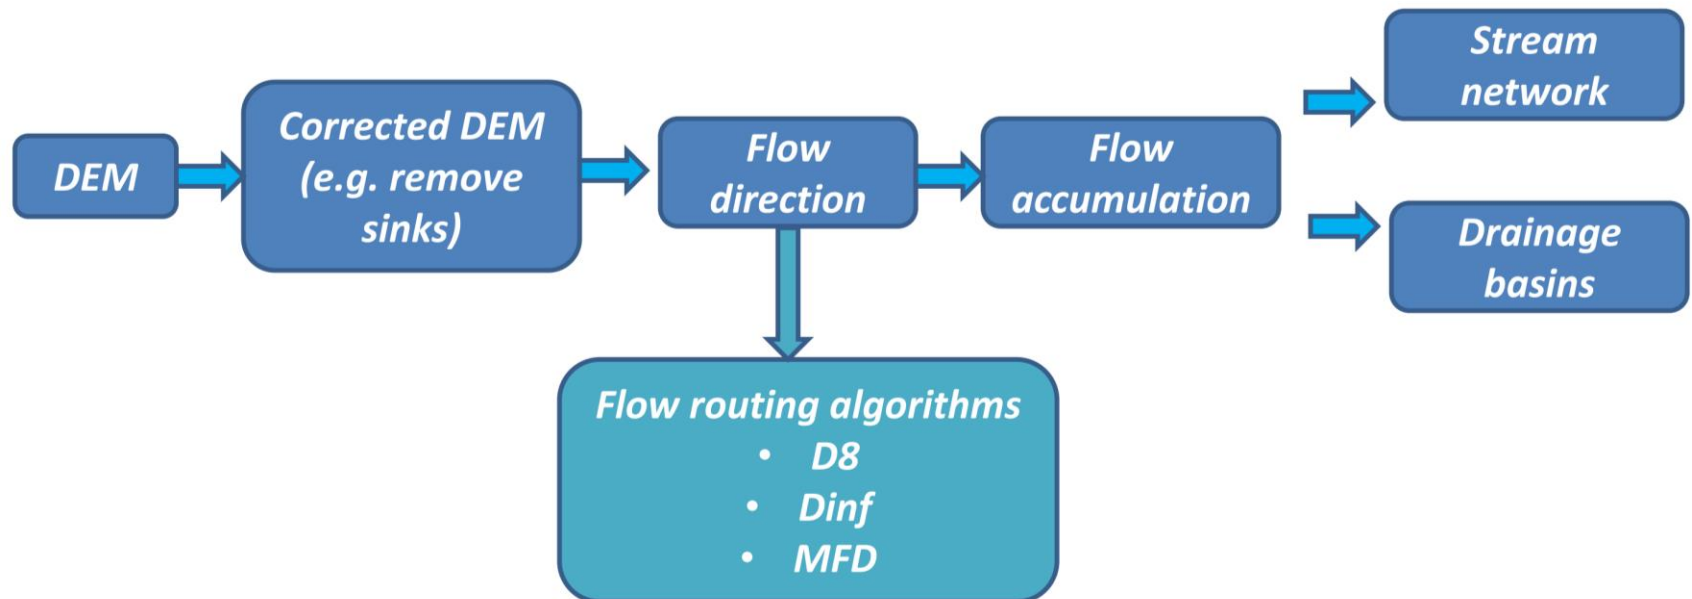 DEM
Corrected DEM
(e.g. remove
sinks)
Flow
direction
Flow
accumulation
Stream
network
Drainage
basins
Flow routing algorithms
• D8
• Dinf
• MFD